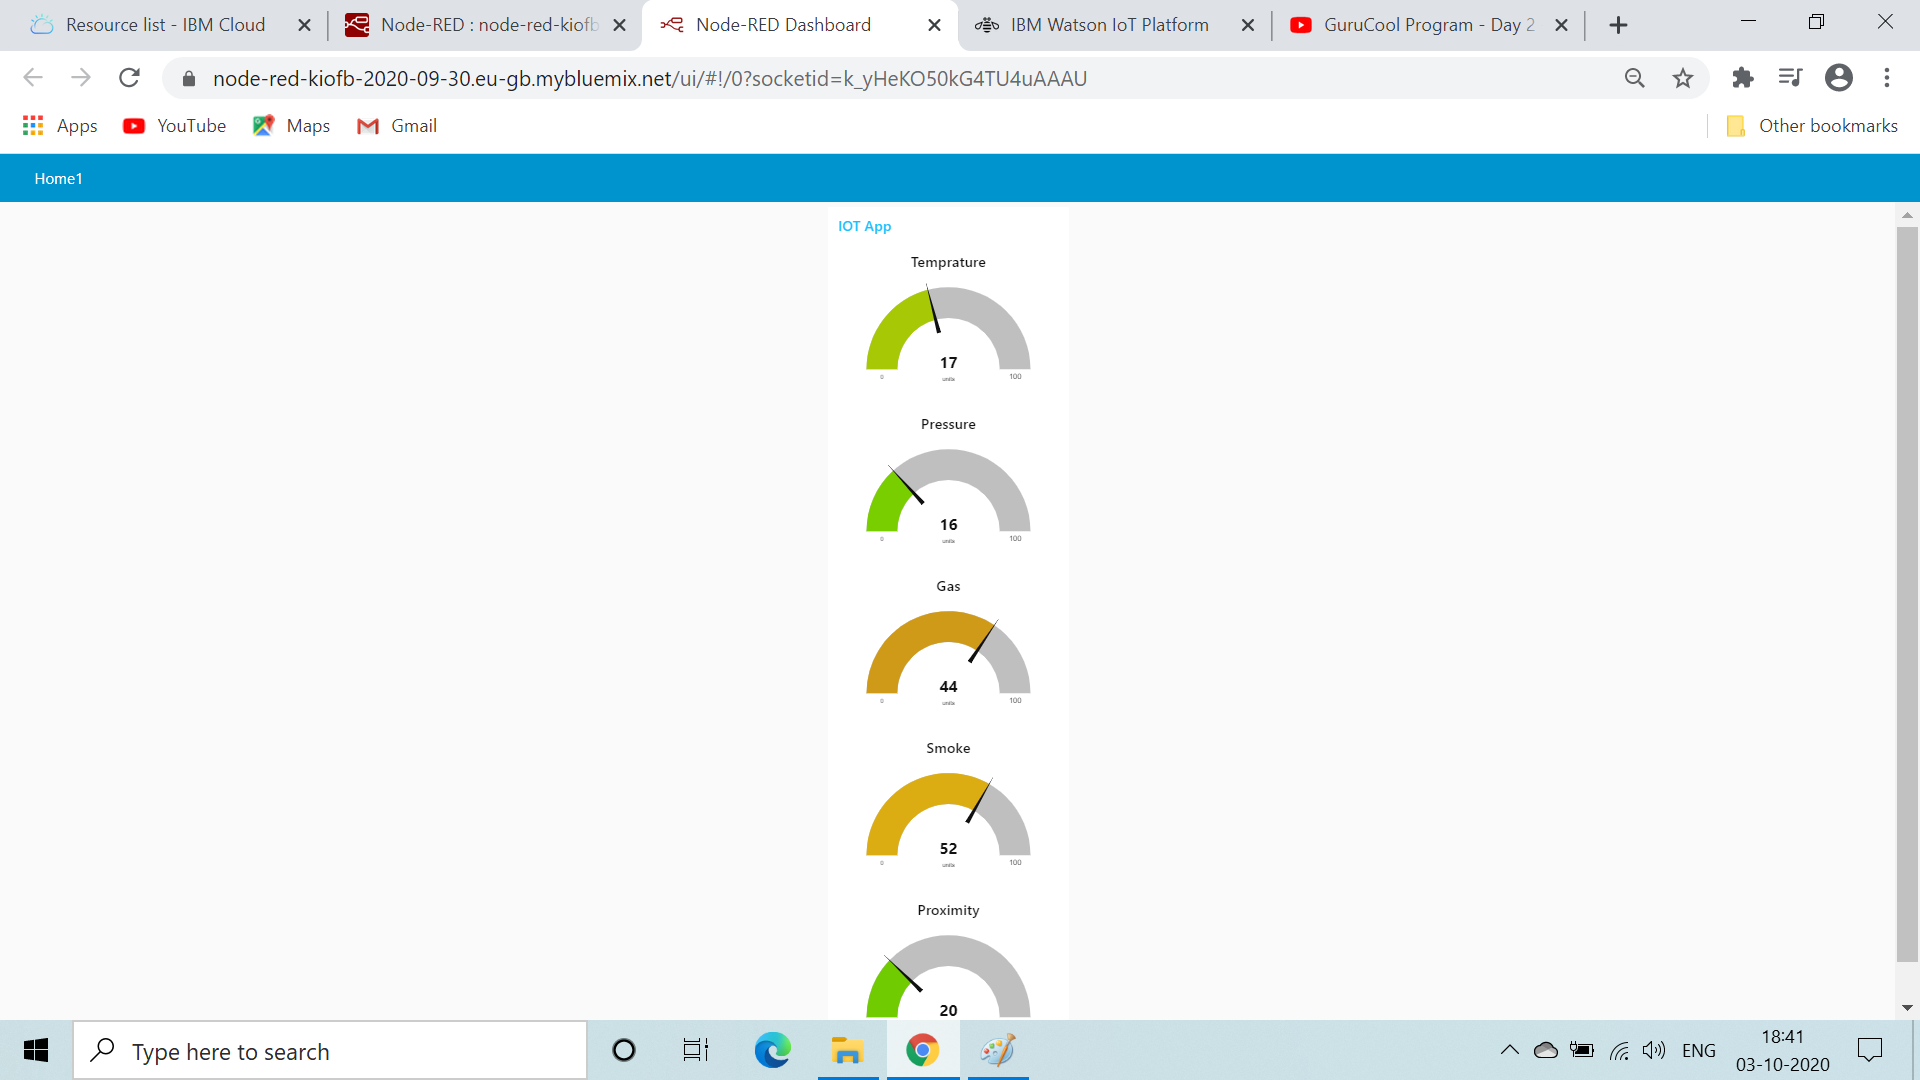 Resource list - IBM Cloud
Node-RED : node-red-kiofb
Node-RED Dashboard
IBM Watson IoT Platform
GuruCool Program - Day 2
node-red-kiofb-2020-09-30.eu-gb.mybluemix.net/ui/#!/0?socketid=k_yHeKO50kG4TU4uAAAU
Apps
YouTube
Maps
Gmail
Other bookmarks
Home1
IOT App
Temprature
17
0
units
100
Pressure
16
0
units
100
Gas
44
0
units
100
Smoke
52
0
units
100
Proximity
20
Type here to search
ENG
18:41
03-10-2020